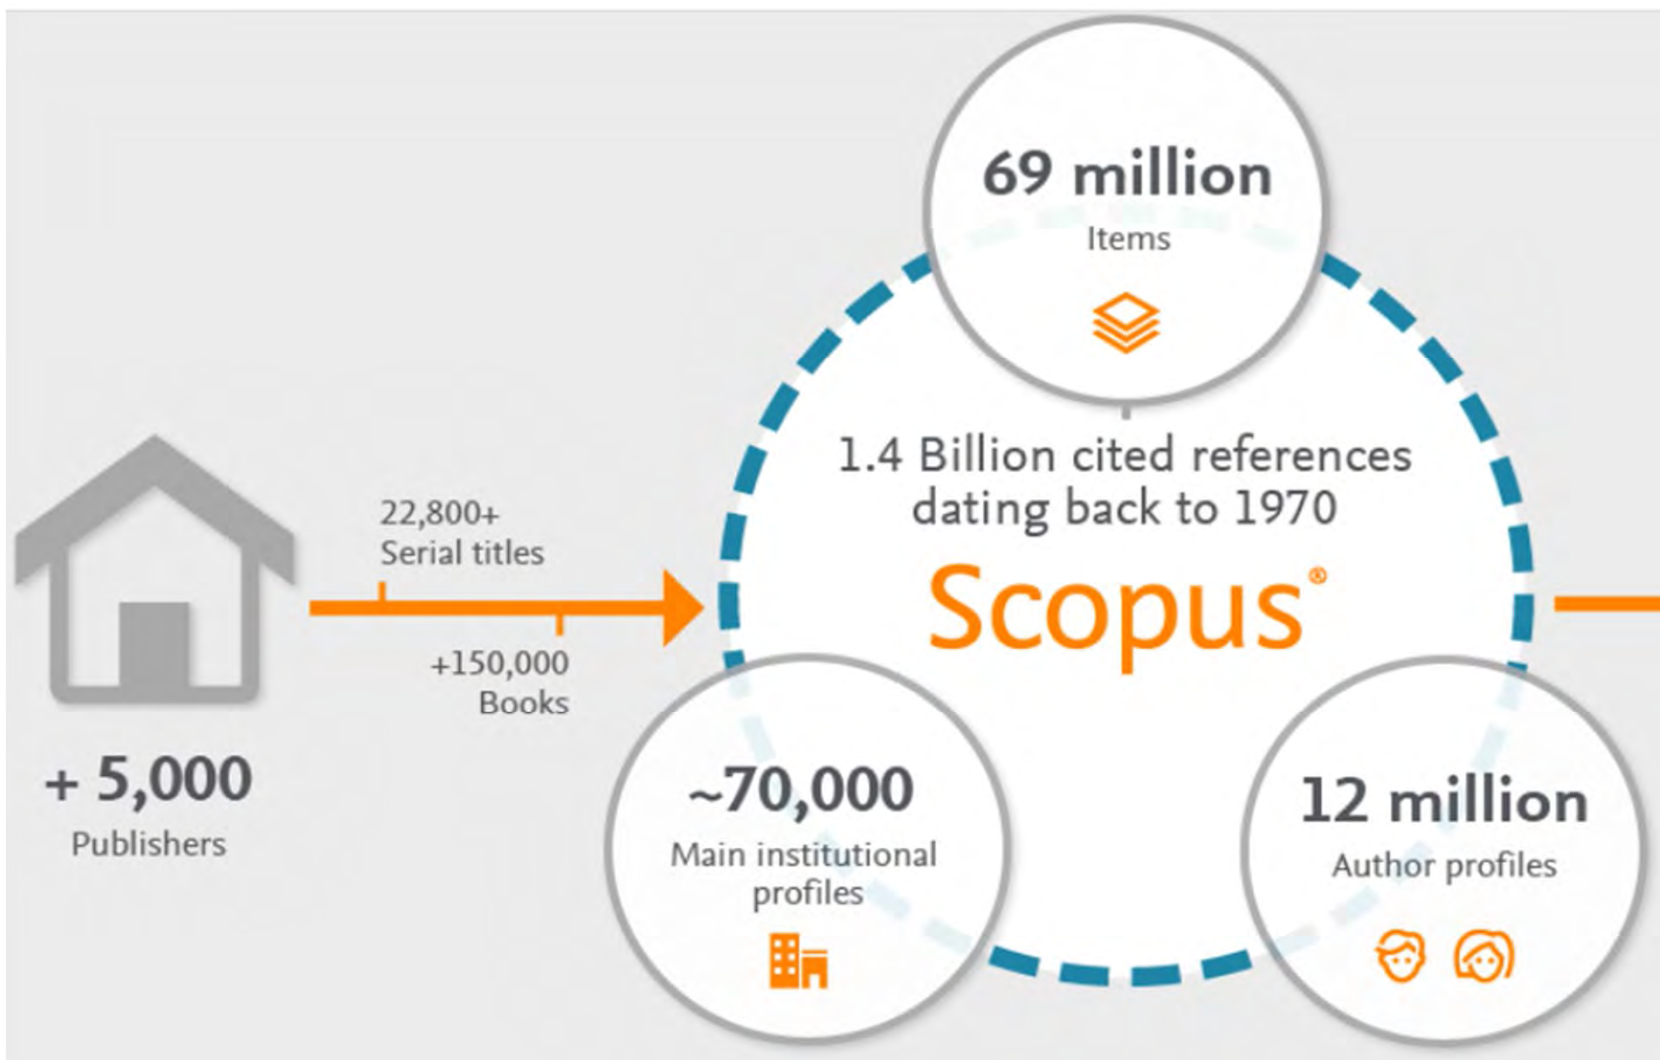 69 million
Items
1.4 Billion cited references
dating back to 1970
Scopus®
22,800+
Serial titles
+150,000
Books
+ 5,000
Publishers
~70,000
Main institutional
profiles
12 million
Author profiles